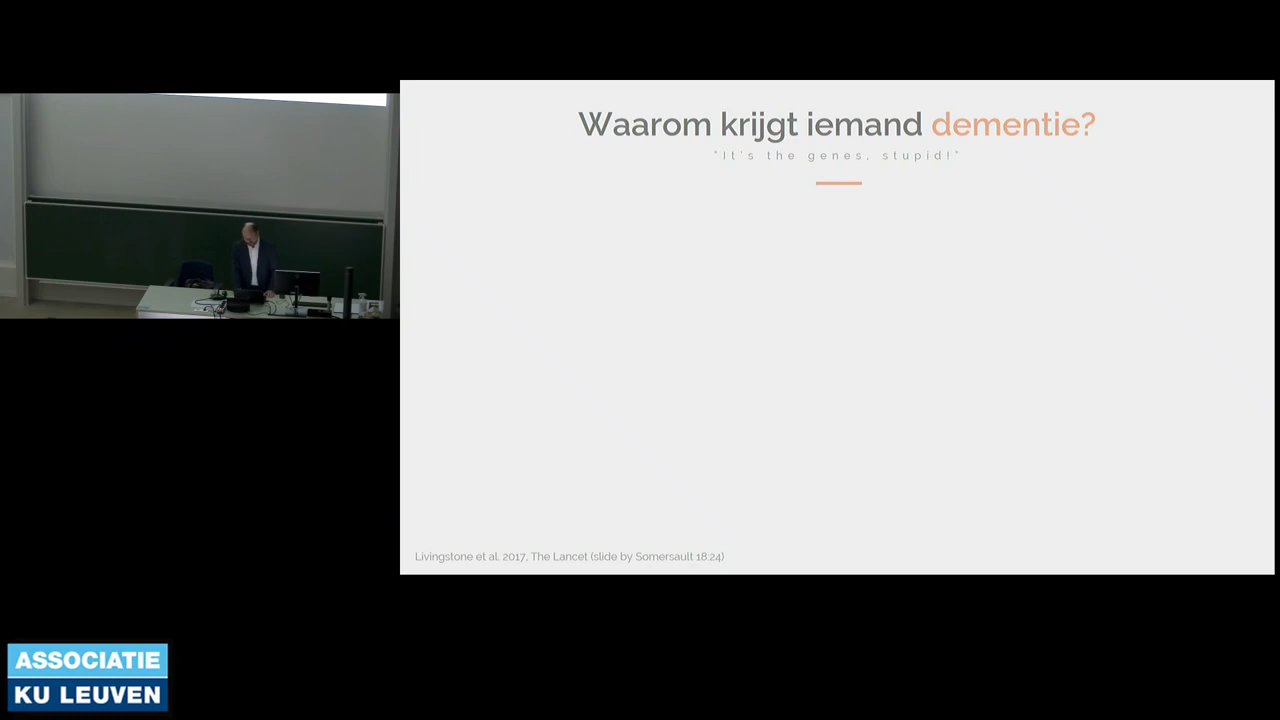 Waarom krijgt iemand dementie?
"It's the genes, stupid!"
Livingstone et al. 2017, The Lancet (slide by Somersault 18:24)
ASSOCIATIE
KU LEUVEN